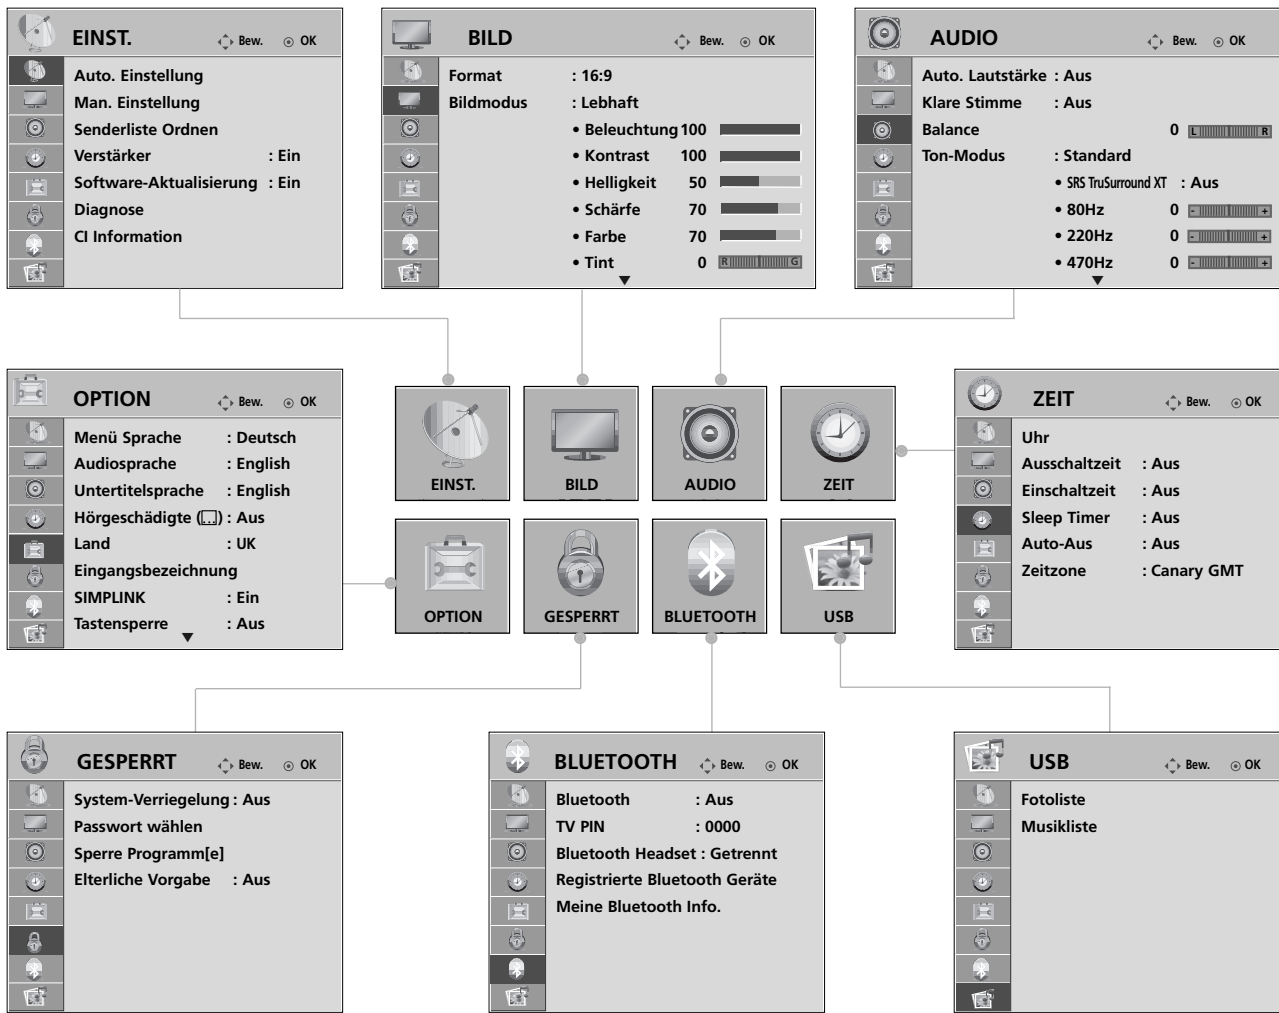 EINST. Bew. OK
Auto. Einstellung
Man. Einstellung
Senderliste Ordnen
Verstärker : Ein
Software-Aktualisierung : Ein
Diagnose
CI Information
BILD Bew. OK
Format : 16:9
Bildmodus : Lebhaft
• Beleuchtung 100
• Kontrast 100
• Helligkeit 50
• Schärfe 70
• Farbe 70
• Tint 0 R G
AUDIO Bew. OK
Auto. Lautstärke : Aus
Klare Stimme : Aus
Balance 0 L R
Ton-Modus : Standard
• SRS TruSurround XT : Aus
• 80Hz 0 - +
• 220Hz 0 - +
• 470Hz 0 - +
OPTION Bew. OK
Menü Sprache : Deutsch
Audiosprache : English
Untertitelsprache : English
Hörgeschädigte ( ) : Aus
Land : UK
Eingangsbezeichnung
SIMPLINK : Ein
Tastensperre : Aus
EINST. BILD AUDIO ZEIT
OPTION GESPERRT BLUETOOTH USB
ZEIT Bew. OK
Uhr
Ausschaltzeit : Aus
Einschaltzeit : Aus
Sleep Timer : Aus
Auto-Aus : Aus
Zeitzone : Canary GMT
GESPERRT Bew. OK
System-Verriegelung : Aus
Passwort wählen
Sperre Programm[e]
Elterliche Vorgabe : Aus
BLUETOOTH Bew. OK
Bluetooth : Aus
TV PIN : 0000
Bluetooth Headset : Getrennt
Registrierte Bluetooth Geräte
Meine Bluetooth Info.
USB Bew. OK
Fotoliste
Musikliste